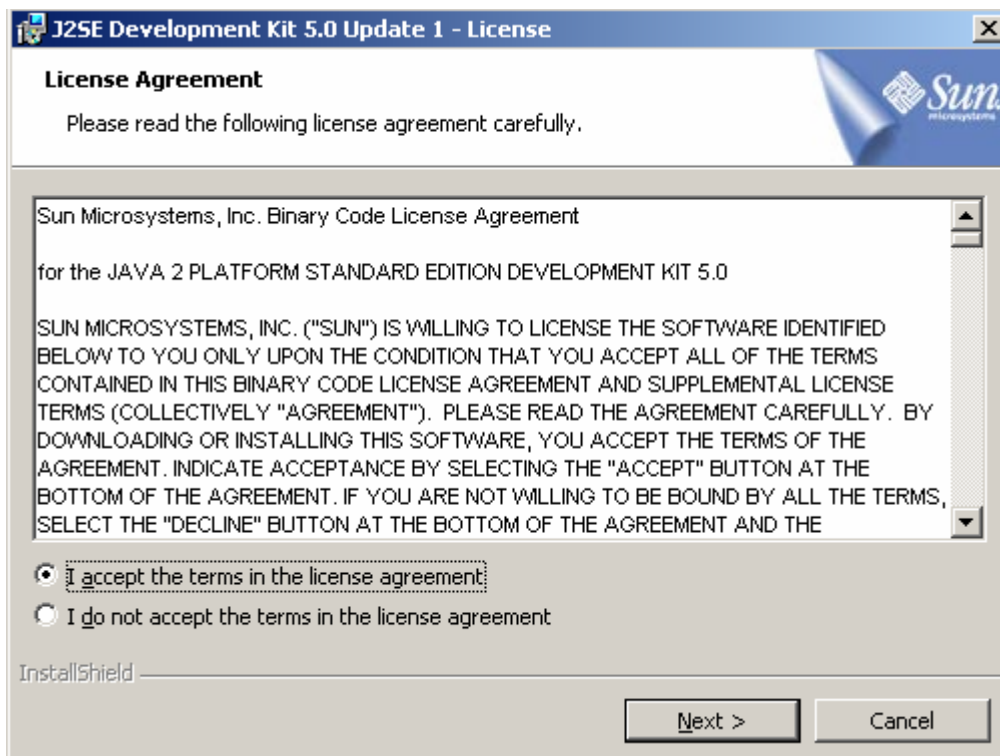 J2SE Development Kit 5.0 Update 1 - License
License Agreement
Please read the following license agreement carefully.
Sun
microsystems
Sun Microsystems, Inc. Binary Code License Agreement
for the JAVA 2 PLATFORM STANDARD EDITION DEVELOPMENT KIT 5.0
SUN MICROSYSTEMS, INC. ("SUN") IS WILLING TO LICENSE THE SOFTWARE IDENTIFIED
BELOW TO YOU ONLY UPON THE CONDITION THAT YOU ACCEPT ALL OF THE TERMS
CONTAINED IN THIS BINARY CODE LICENSE AGREEMENT AND SUPPLEMENTAL LICENSE
TERMS (COLLECTIVELY "AGREEMENT").  PLEASE READ THE AGREEMENT CAREFULLY.  BY
DOWNLOADING OR INSTALLING THIS SOFTWARE, YOU ACCEPT THE TERMS OF THE
AGREEMENT. INDICATE ACCEPTANCE BY SELECTING THE "ACCEPT" BUTTON AT THE
BOTTOM OF THE AGREEMENT. IF YOU ARE NOT WILLING TO BE BOUND BY ALL THE TERMS,
SELECT THE "DECLINE" BUTTON AT THE BOTTOM OF THE AGREEMENT AND THE
I accept the terms in the license agreement
I do not accept the terms in the license agreement
InstallShield
Next >
Cancel